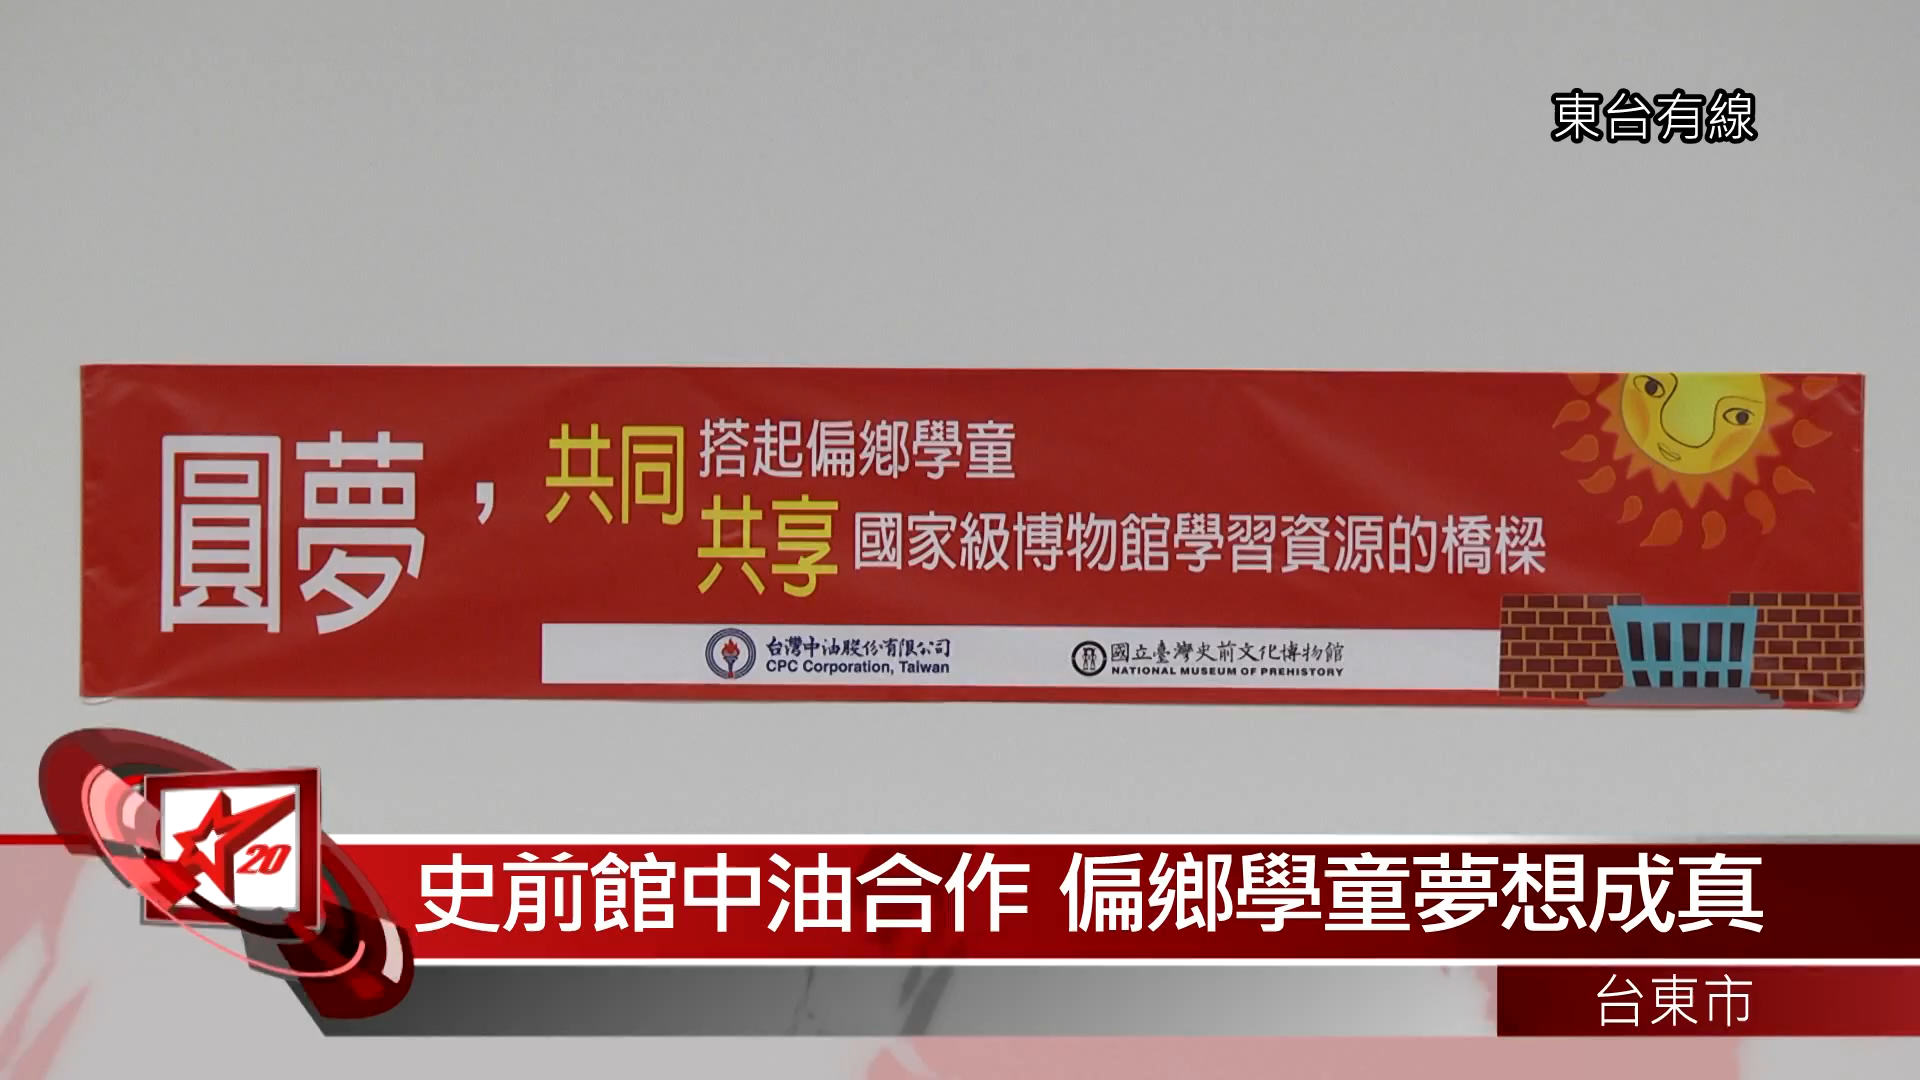 東台有線
圓夢，共同搭起偏鄉學童
共享國家級博物館學習資源的橋樑
台灣中油股份有限公司
CPC Corporation, Taiwan
國立臺灣史前文化博物館
NATIONAL MUSEUM OF PREHISTORY
20
史前館中油合作 偏鄉學童夢想成真
台東市